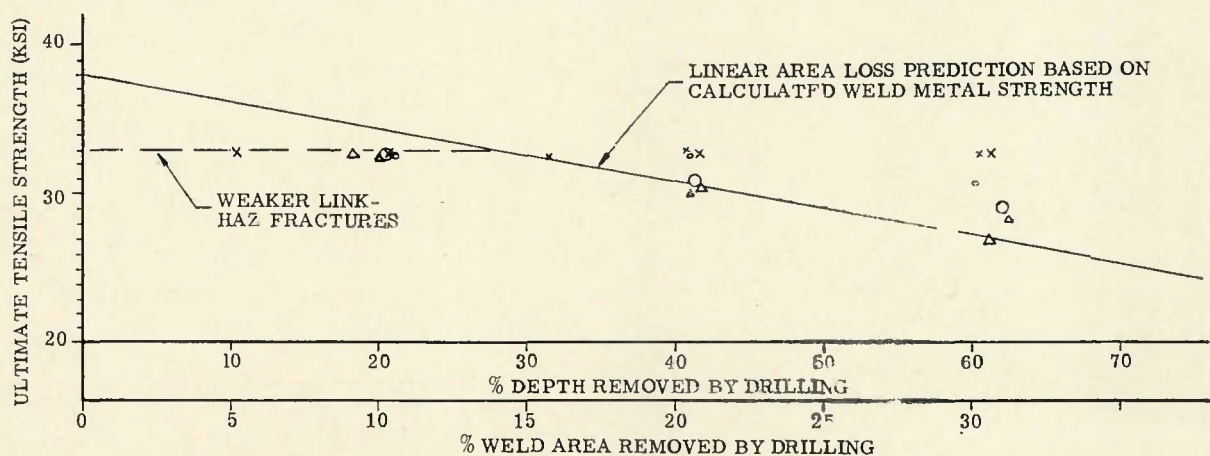 ULTIMATE TENSILE STRENGTH (KSI)
40
30
20
LINEAR AREA LOSS PREDICTION BASED ON
CALCULATFD WELD METAL STRENGTH
WEAKER LINK-
HAZ FRACTURES
10 20 30 40 50 60 70
% DEPTH REMOVED BY DRILLING
0 5 10 15 20 25 30
% WELD AREA REMOVED BY DRILLING